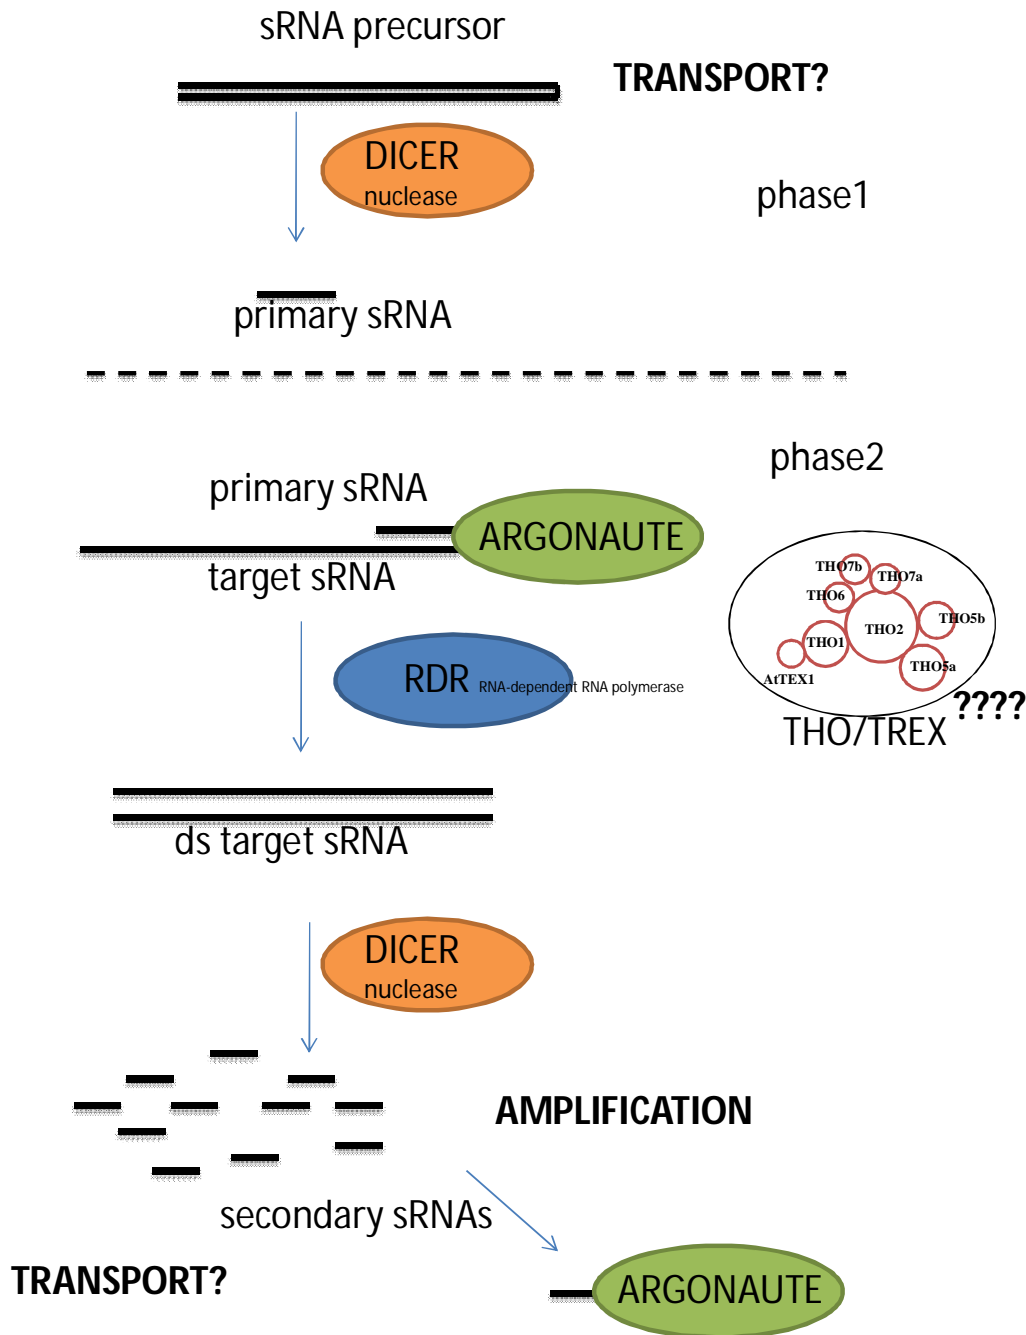 sRNA precursor
TRANSPORT?
DICER
nuclease
phase1
primary sRNA
phase2
primary sRNA
ARGONAUTE
target sRNA
THO7b
THO7a
THO6
THO2
THO5b
THO1
THO5a
AtTEX1
RDR RNA-dependent RNA polymerase
????
THO/TREX
ds target sRNA
DICER
nuclease
AMPLIFICATION
secondary sRNAs
TRANSPORT?
ARGONAUTE